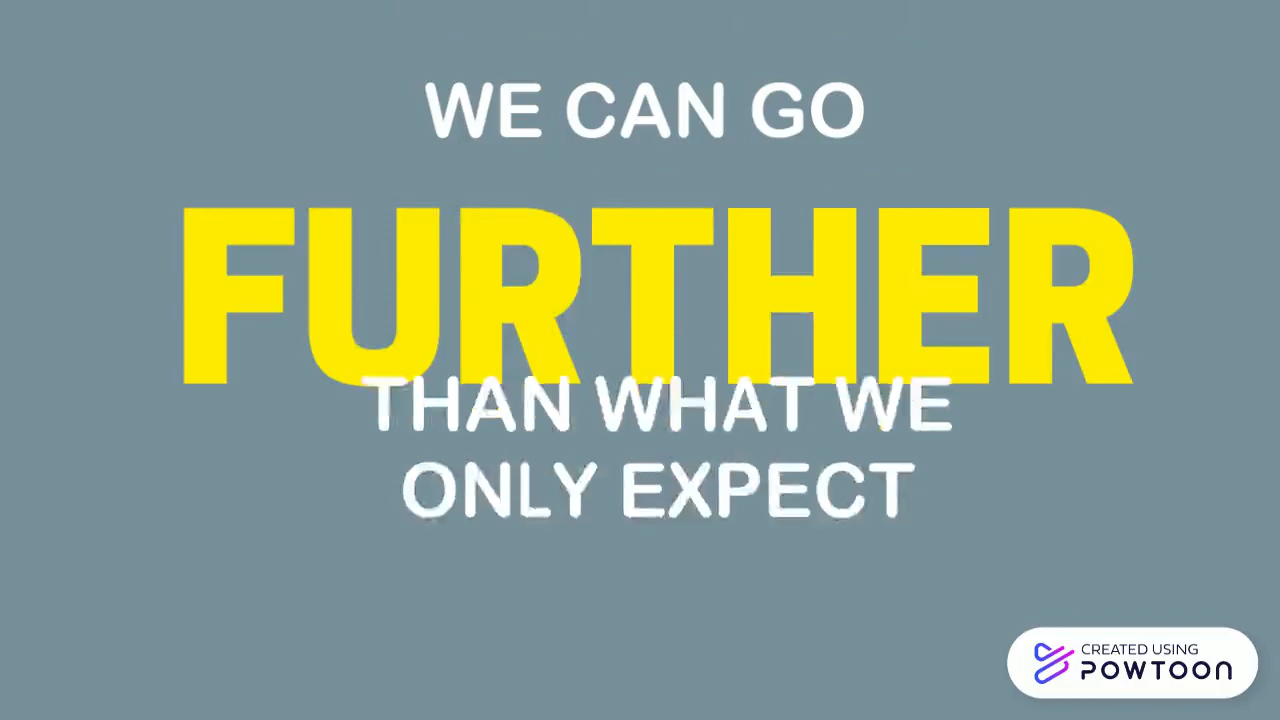 WE CAN GO
FURTHER
THAN WHAT WE
ONLY EXPECT
CREATED USING
POWTOON